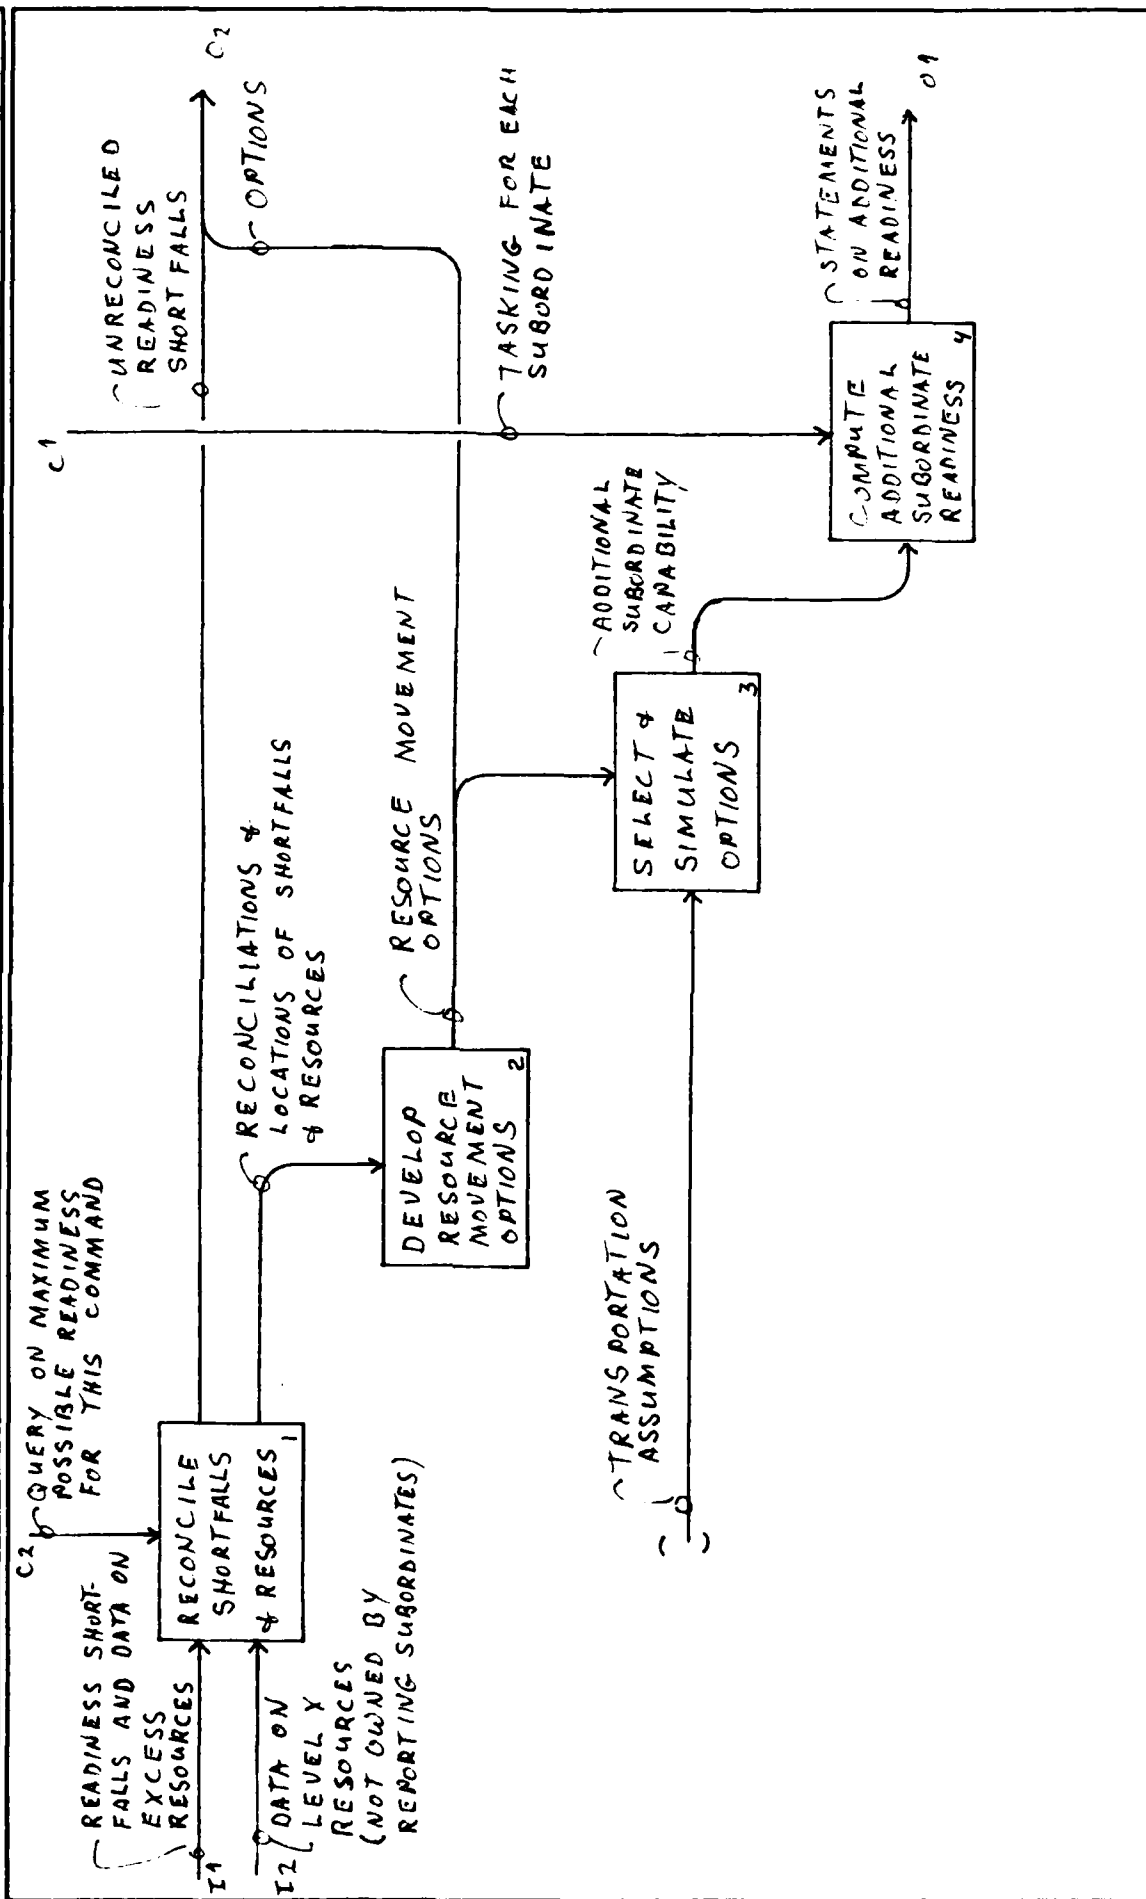 C2
QUERY ON MAXIMUM
POSSIBLE READINESS
FOR THIS COMMAND
READINESS SHORT-
FALLS AND DATA ON
EXCESS
RESOURCES
I1
I2
DATA ON
LEVEL X
RESOURCES
(NOT OWNED BY
REPORTING SUBORDINATES)
RECONCILE
SHORTFALLS
& RESOURCES
1
C1
UNRECONCILED
READINESS
SHORT FALLS
C2
OPTIONS
RECONCILIATIONS &
LOCATIONS OF SHORTFALLS
& RESOURCES
DEVELOP
RESOURCE
MOVEMENT
OPTIONS
2
RESOURCE MOVEMENT
OPTIONS
TASKING FOR EACH
SUBORDINATE
TRANSPORTATION
ASSUMPTIONS
( )
SELECT &
SIMULATE
OPTIONS
3
ADDITIONAL
SUBORDINATE
CAPABILITY
COMPUTE
ADDITIONAL
SUBORDINATE
READINESS
4
STATEMENTS
ON ADDITIONAL
READINESS
O1